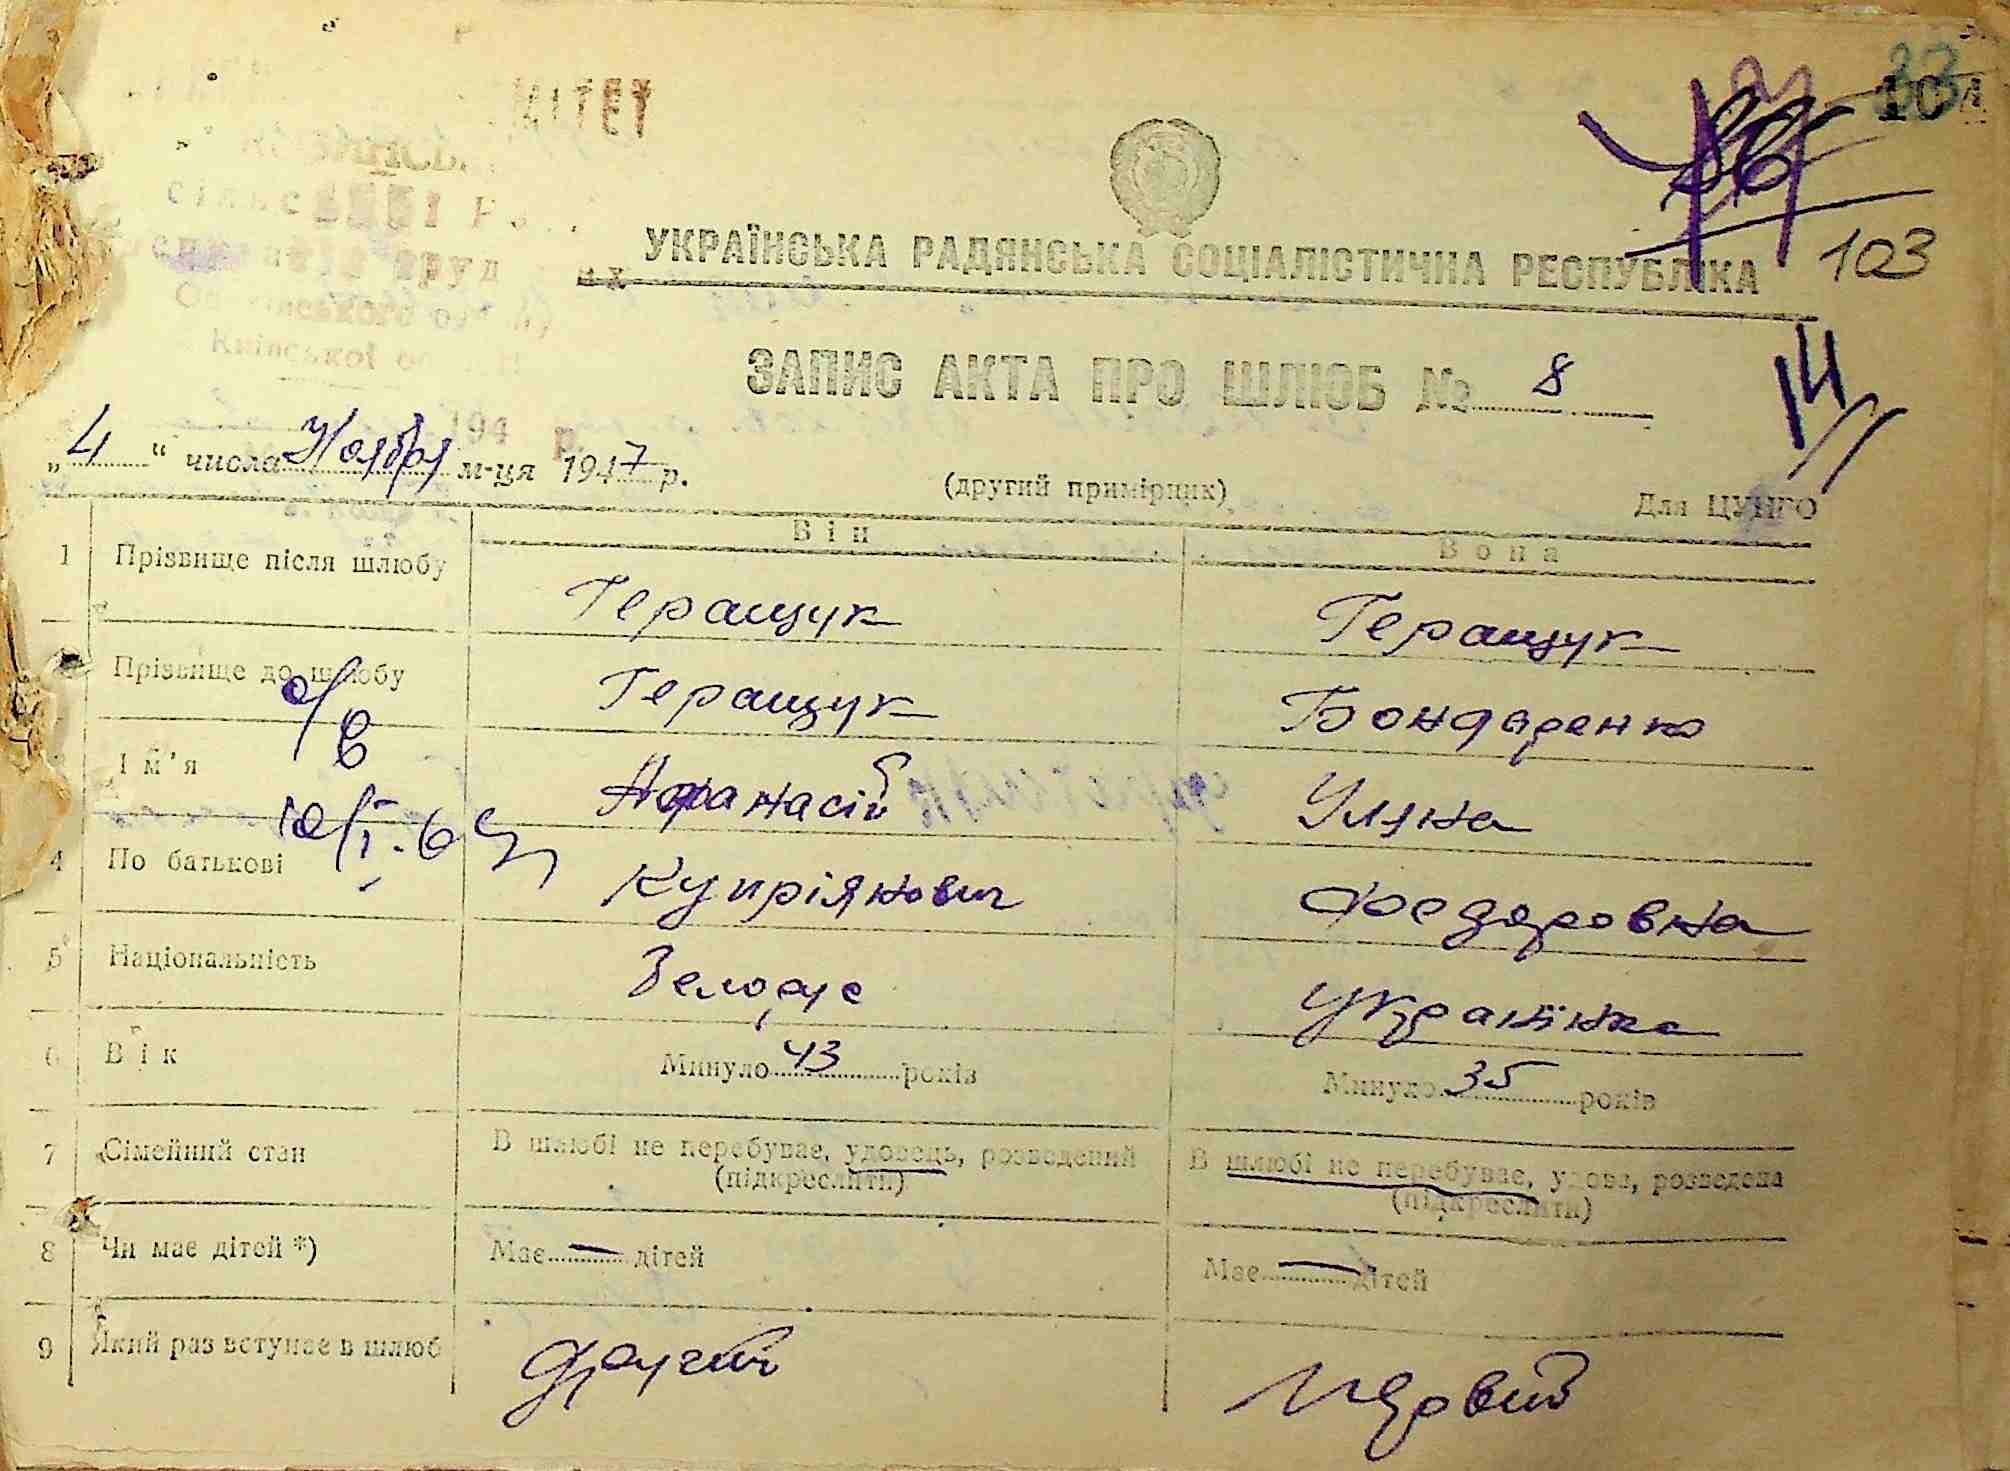 103
УКРАЇНСЬКА РАДЯНСЬКА СОЦІАЛІСТИЧНА РЕСПУБЛІКА
Київської
ЗАПИС АКТА ПРО ШЛЮБ № 8
14
„4“ числа Ноября м-ця 1947 р.
(другий примірник)
Для ЦУНГО
Він Вона
1 Прізвище після шлюбу Геращук Геращук
Прізвище до шлюбу Геращук Бондаренко
Ім'я Афанасій Уляна
4 По батькові Купріянович Федоровна
5 Національність Українка
6 Вік Минуло 43 років Минуло 35 років
7 Сімейний стан В шлюбі не перебуває, удовець, розведений (підкреслити) В шлюбі не перебуває, удова, розведена (підкреслити)
8 Чи має дітей *) Має — дітей Має — дітей
9 Який раз вступає в шлюб другий первий